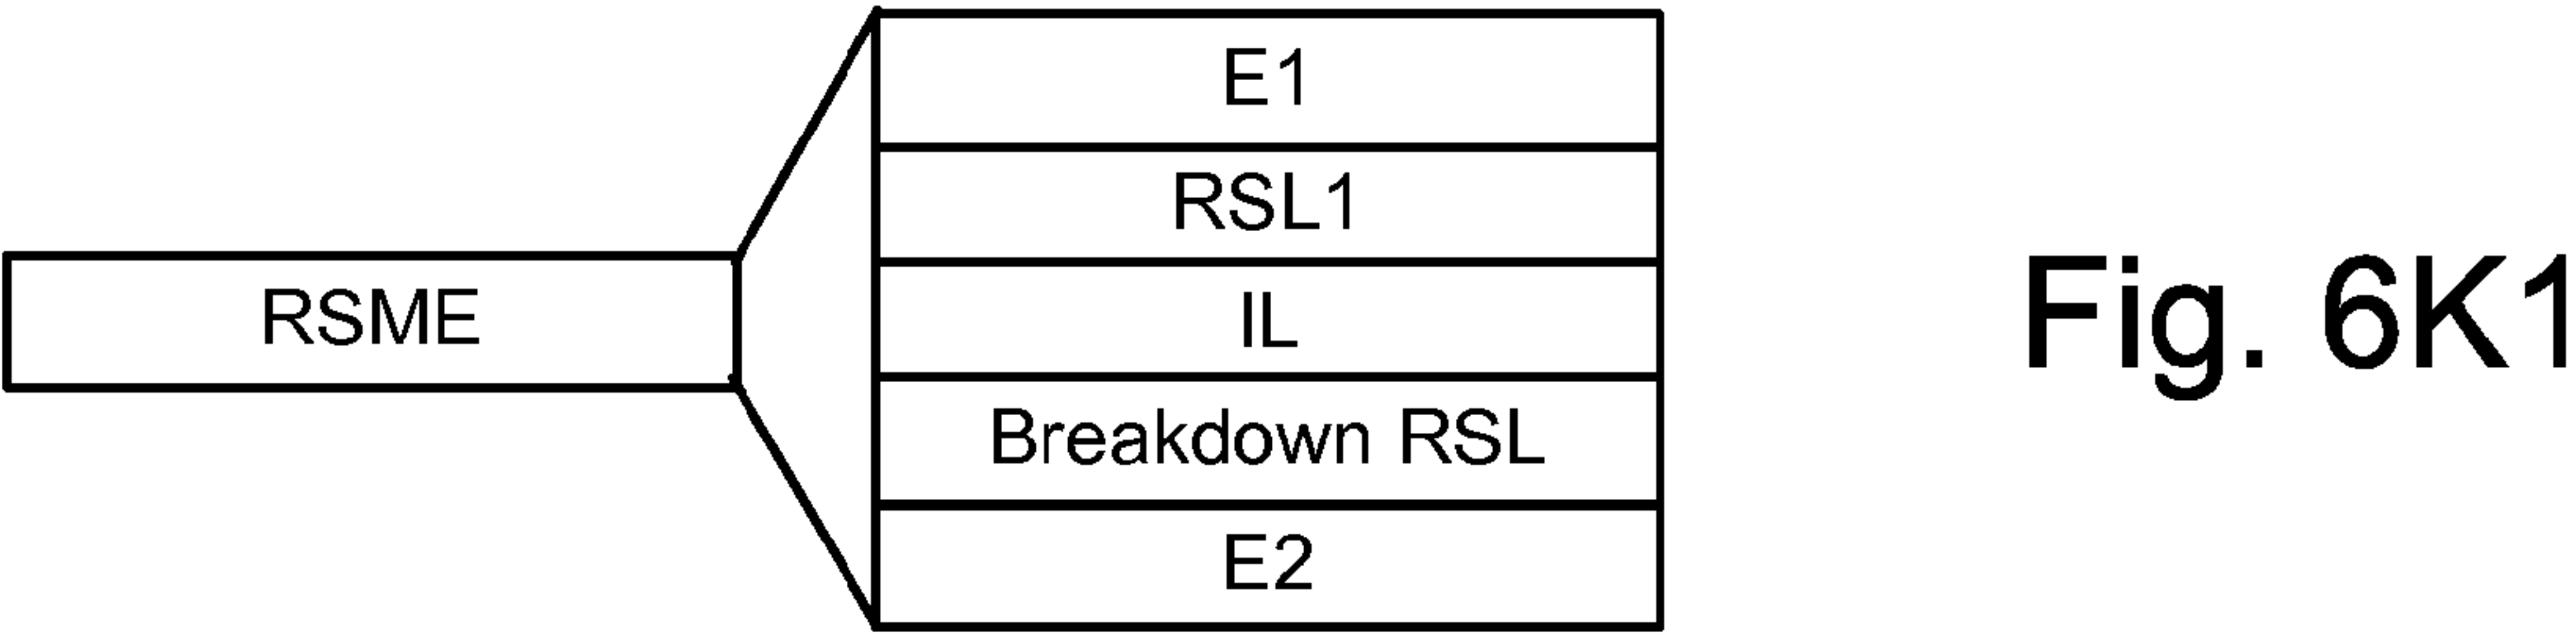 E1
RSL1
RSME
IL
Breakdown RSL
E2
Fig. 6K1